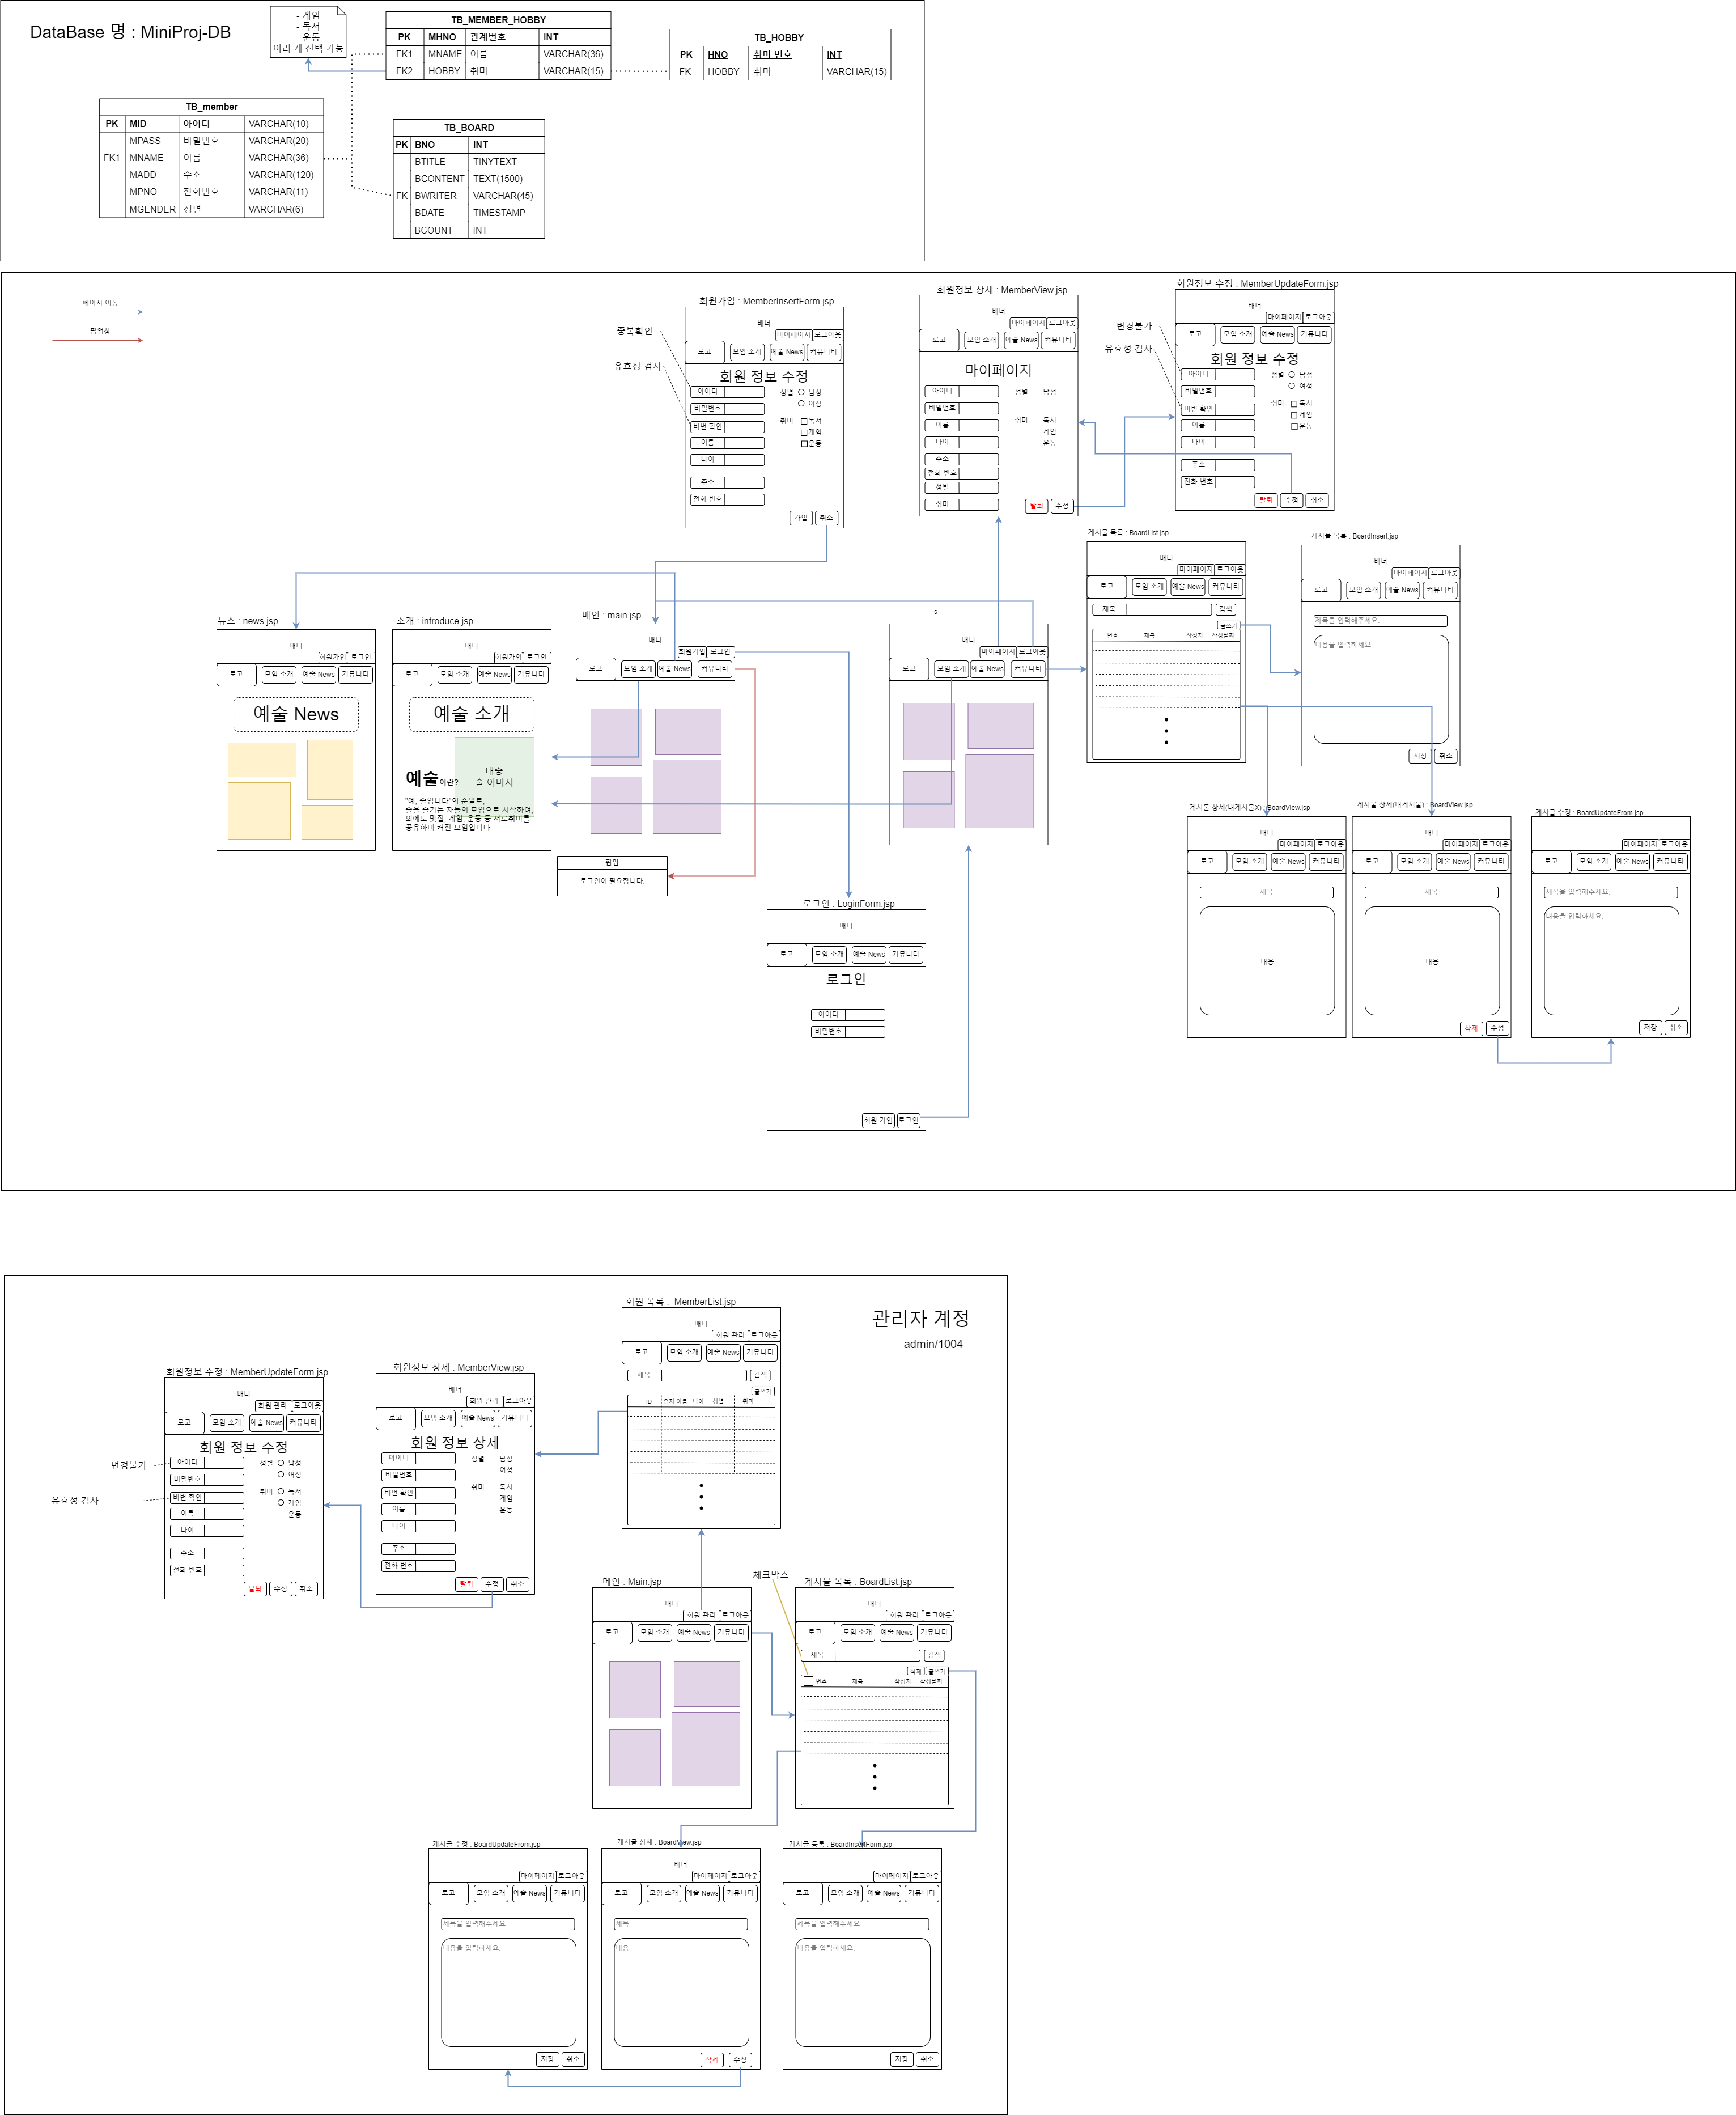 DataBase 명 : MiniProj-DB
- 게임
- 독서
- 운동
여러 개 선택 가능
TB_MEMBER_HOBBY
PK MHNO 관계번호 INT
FK1 MNAME 이름 VARCHAR(36)
FK2 HOBBY 취미 VARCHAR(15)
TB_HOBBY
PK HNO 취미 번호 INT
FK HOBBY 취미 VARCHAR(15)
TB_member
PK MID 아이디 VARCHAR(10)
MPASS 비밀번호 VARCHAR(20)
FK1 MNAME 이름 VARCHAR(36)
MADD 주소 VARCHAR(120)
MPNO 전화번호 VARCHAR(11)
MGENDER 성별 VARCHAR(6)
TB_BOARD
PK BNO INT
BTITLE TINYTEXT
BCONTENT TEXT(1500)
FK BWRITER VARCHAR(45)
BDATE TIMESTAMP
BCOUNT INT
페이지 이동
팝업창
회원가입 : MemberInsertForm.jsp
배너
마이페이지 로그아웃
로고 모임 소개 예술 News 커뮤니티
회원 정보 수정
중복확인
유효성 검사
아이디 성별 남성
비밀번호 여성
비번 확인 취미 독서
이름 게임
나이 운동
주소
전화 번호
가입 취소
회원정보 상세 : MemberView.jsp
배너
마이페이지 로그아웃
로고 모임 소개 예술 News 커뮤니티
마이페이지
아이디 성별 남성
비밀번호
이름 취미 독서
게임
나이 운동
주소
전화 번호
성별
취미
탈퇴 수정
회원정보 수정 : MemberUpdateForm.jsp
배너
마이페이지 로그아웃
로고 모임 소개 예술 News 커뮤니티
회원 정보 수정
변경불가
유효성 검사
아이디 성별 남성
비밀번호 여성
비번 확인 취미 독서
이름 게임
나이 운동
주소
전화 번호
탈퇴 수정 취소
게시물 목록 : BoardList.jsp
배너
마이페이지 로그아웃
로고 모임 소개 예술 News 커뮤니티
제목 검색
글쓰기
번호 제목 작성자 작성날짜
게시물 목록 : BoardInsert.jsp
배너
마이페이지 로그아웃
로고 모임 소개 예술 News 커뮤니티
제목을 입력해주세요.
내용을 입력하세요.
저장 취소
뉴스 : news.jsp
배너
회원가입 로그인
로고 모임 소개 예술 News 커뮤니티
예술 News
소개 : introduce.jsp
배너
회원가입 로그인
로고 모임 소개 예술 News 커뮤니티
예술 소개
대충
술 이미지
예술이란?
"예, 술입니다"의 준말로,
술을 즐기는 자들의 모임으로 시작하여,
외에도 맛집, 게임, 운동 등 서로취미를
공유하며 커진 모임입니다.
메인 : main.jsp
배너
회원가입 로그인
로고 모임 소개 예술 News 커뮤니티
팝업
로그인이 필요합니다.
s
배너
마이페이지 로그아웃
로고 모임 소개 예술 News 커뮤니티
로그인 : LoginForm.jsp
배너
로고 모임 소개 예술 News 커뮤니티
로그인
아이디
비밀번호
회원 가입 로그인
게시물 상세(내게시물X) : BoardView.jsp
배너
마이페이지 로그아웃
로고 모임 소개 예술 News 커뮤니티
제목
내용
게시물 상세(내게시물) : BoardView.jsp
배너
마이페이지 로그아웃
로고 모임 소개 예술 News 커뮤니티
제목
내용
삭제 수정
게시글 수정 : BoardUpdateFrom.jsp
마이페이지 로그아웃
로고 모임 소개 예술 News 커뮤니티
제목을 입력해주세요.
내용을 입력하세요.
저장 취소
관리자 계정
admin/1004
회원 목록 : MemberList.jsp
배너
회원 관리 로그아웃
로고 모임 소개 예술 News 커뮤니티
제목 검색
글쓰기
ID 유저 이름 나이 성별 취미
회원정보 수정 : MemberUpdateForm.jsp
배너
회원 관리 로그아웃
로고 모임 소개 예술 News 커뮤니티
회원 정보 수정
변경불가
유효성 검사
아이디 성별 남성
비밀번호 여성
비번 확인 취미 독서
게임
이름 운동
나이
주소
전화 번호
탈퇴 수정 취소
회원정보 상세 : MemberView.jsp
배너
회원 관리 로그아웃
로고 모임 소개 예술 News 커뮤니티
회원 정보 상세
아이디 성별 남성
비밀번호 여성
비번 확인 취미 독서
게임
이름 운동
나이
주소
전화 번호
탈퇴 수정 취소
메인 : Main.jsp
배너
회원 관리 로그아웃
로고 모임 소개 예술 News 커뮤니티
체크박스
게시물 목록 : BoardList.jsp
배너
회원 관리 로그아웃
로고 모임 소개 예술 News 커뮤니티
제목 검색
삭제 글쓰기
번호 제목 작성자 작성날짜
게시글 수정 : BoardUpdateFrom.jsp
마이페이지 로그아웃
로고 모임 소개 예술 News 커뮤니티
제목을 입력해주세요.
내용을 입력하세요.
저장 취소
게시글 상세 : BoardView.jsp
배너
마이페이지 로그아웃
로고 모임 소개 예술 News 커뮤니티
제목
내용
삭제 수정
게시글 등록 : BoardInsertForm.jsp
마이페이지 로그아웃
로고 모임 소개 예술 News 커뮤니티
제목을 입력해주세요.
내용을 입력하세요.
저장 취소